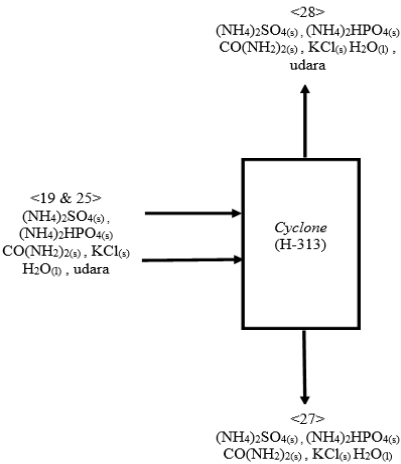 <28>
(NH4)2SO4(s) , (NH4)2HPO4(s)
CO(NH2)2(s) , KCl(s) H2O(l) ,
udara
<19 & 25>
(NH4)2SO4(s) ,
(NH4)2HPO4(s)
CO(NH2)2(s) , KCl(s)
H2O(l) , udara
Cyclone
(H-313)
<27>
(NH4)2SO4(s) , (NH4)2HPO4(s)
CO(NH2)2(s) , KCl(s) H2O(l)